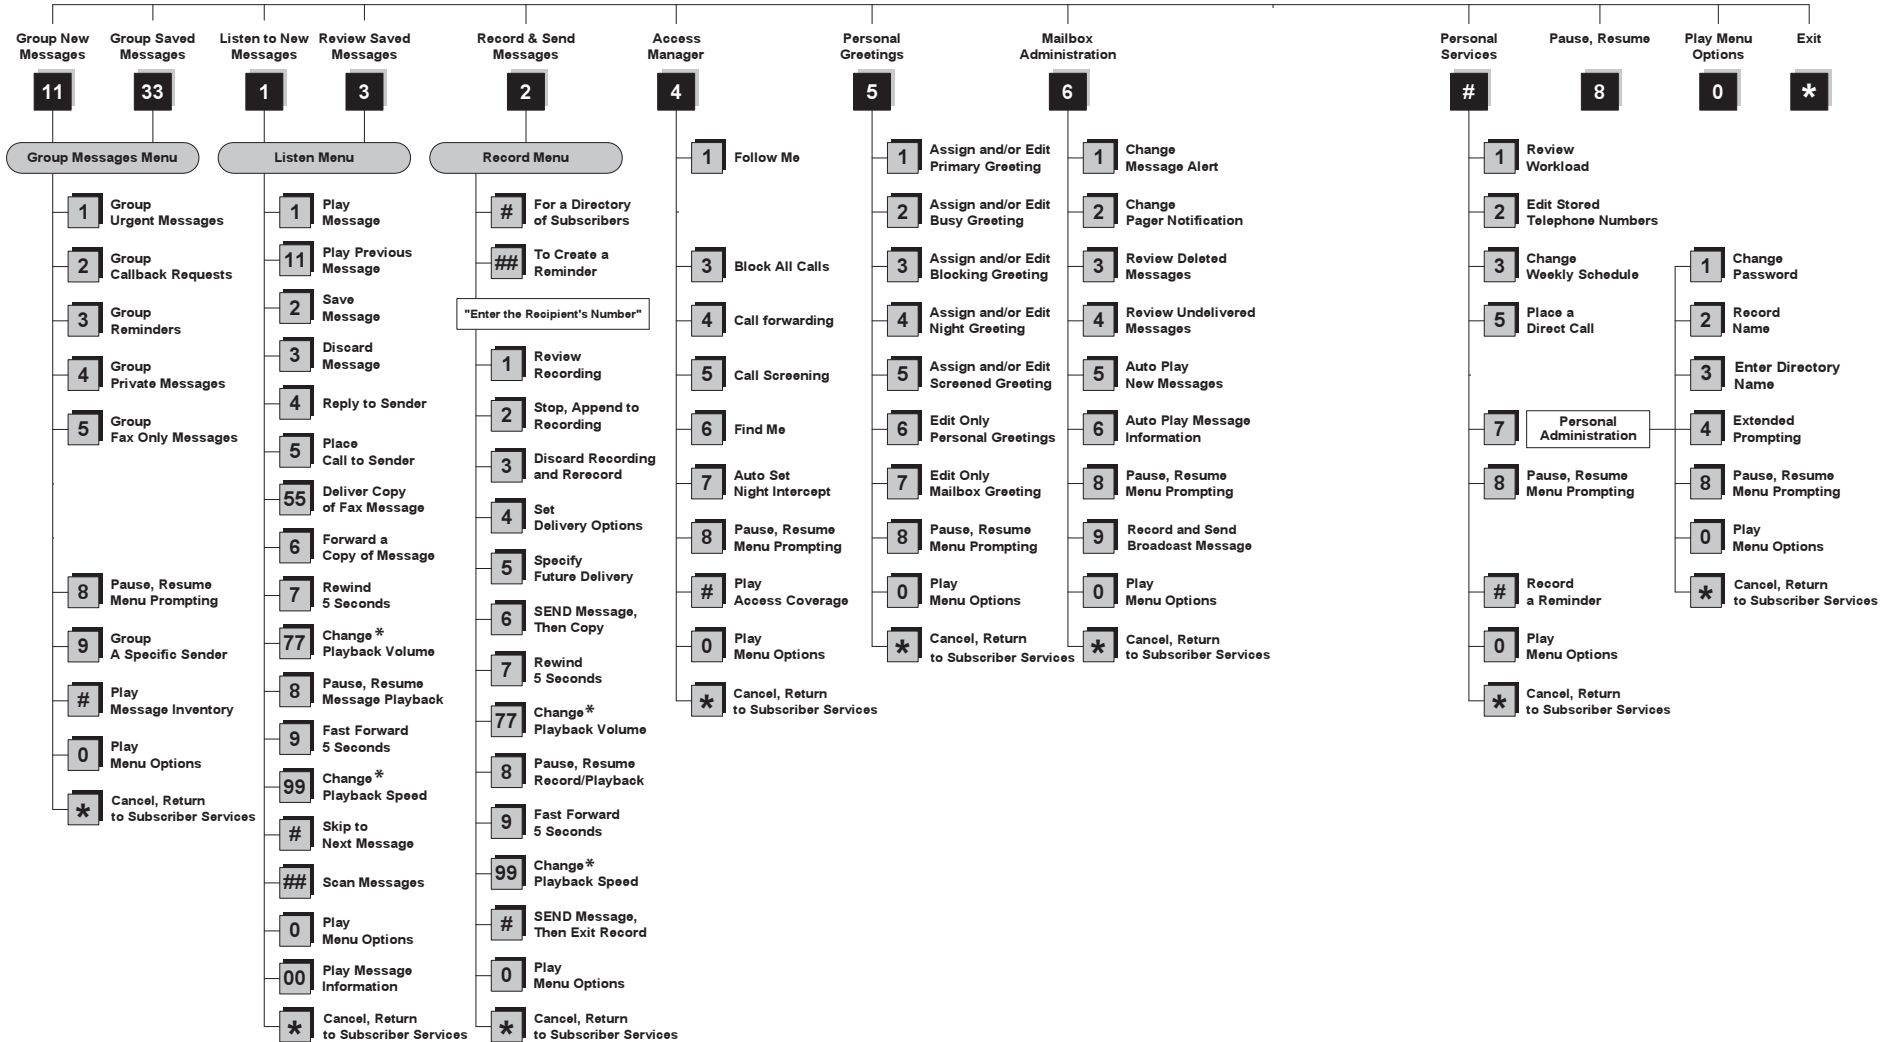 Group New
Messages
11
Group Saved
Messages
33
Listen to New
Messages
1
Review Saved
Messages
3
Record & Send
Messages
2
Access
Manager
4
Personal
Greetings
5
Mailbox
Administration
6
Personal
Services
#
Pause, Resume
8
Play Menu
Options
0
Exit
*
Group Messages Menu
1
Group
Urgent Messages
2
Group
Callback Requests
3
Group
Reminders
4
Group
Private Messages
5
Group
Fax Only Messages
8
Pause, Resume
Menu Prompting
9
Group
A Specific Sender
#
Play
Message Inventory
0
Play
Menu Options
*
Cancel, Return
to Subscriber Services
Listen Menu
1
Play
Message
11
Play Previous
Message
2
Save
Message
3
Discard
Message
4
Reply to Sender
5
Place
Call to Sender
55
Deliver Copy
of Fax Message
6
Forward a
Copy of Message
7
Rewind
5 Seconds
77
Change*
Playback Volume
8
Pause, Resume
Message Playback
9
Fast Forward
5 Seconds
99
Change*
Playback Speed
#
Skip to
Next Message
##
Scan Messages
0
Play
Menu Options
00
Play Message
Information
*
Cancel, Return
to Subscriber Services
Record Menu
#
For a Directory
of Subscribers
##
To Create a
Reminder
"Enter the Recipient's Number"
1
Review
Recording
2
Stop, Append to
Recording
3
Discard Recording
and Rerecord
4
Set
Delivery Options
5
Specify
Future Delivery
6
SEND Message,
Then Copy
7
Rewind
5 Seconds
77
Change*
Playback Volume
8
Pause, Resume
Record/Playback
9
Fast Forward
5 Seconds
99
Change*
Playback Speed
#
SEND Message,
Then Exit Record
0
Play
Menu Options
*
Cancel, Return
to Subscriber Services
1
Follow Me
3
Block All Calls
4
Call forwarding
5
Call Screening
6
Find Me
7
Auto Set
Night Intercept
8
Pause, Resume
Menu Prompting
#
Play
Access Coverage
0
Play
Menu Options
*
Cancel, Return
to Subscriber Services
1
Assign and/or Edit
Primary Greeting
2
Assign and/or Edit
Busy Greeting
3
Assign and/or Edit
Blocking Greeting
4
Assign and/or Edit
Night Greeting
5
Assign and/or Edit
Screened Greeting
6
Edit Only
Personal Greetings
7
Edit Only
Mailbox Greeting
8
Pause, Resume
Menu Prompting
0
Play
Menu Options
*
Cancel, Return
to Subscriber Services
1
Change
Message Alert
2
Change
Pager Notification
3
Review Deleted
Messages
4
Review Undelivered
Messages
5
Auto Play
New Messages
6
Auto Play Message
Information
8
Pause, Resume
Menu Prompting
9
Record and Send
Broadcast Message
0
Play
Menu Options
*
Cancel, Return
to Subscriber Services
1
Review
Workload
2
Edit Stored
Telephone Numbers
3
Change
Weekly Schedule
5
Place a
Direct Call
7
Personal
Administration
8
Pause, Resume
Menu Prompting
#
Record
a Reminder
0
Play
Menu Options
*
Cancel, Return
to Subscriber Services
1
Change
Password
2
Record
Name
3
Enter Directory
Name
4
Extended
Prompting
8
Pause, Resume
Menu Prompting
0
Play
Menu Options
*
Cancel, Return
to Subscriber Services